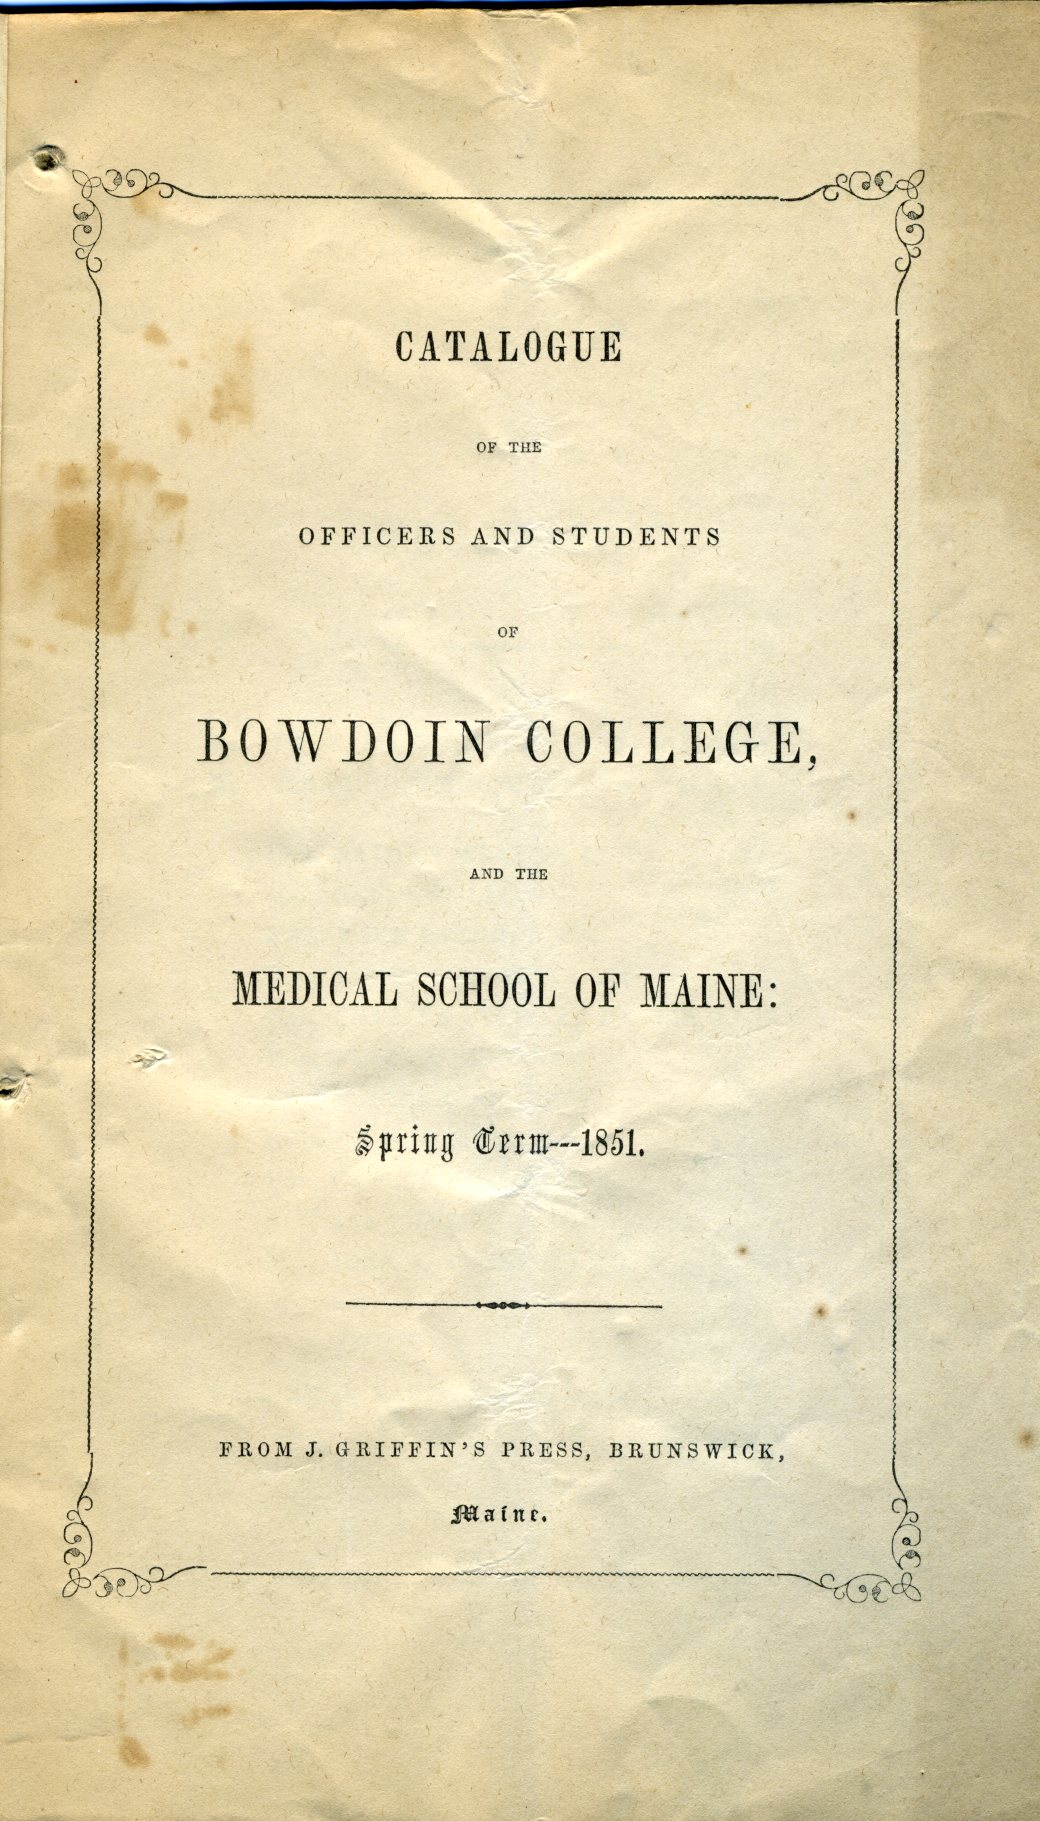 CATALOGUE
OF THE
OFFICERS AND STUDENTS
OF
BOWDOIN COLLEGE,
AND THE
MEDICAL SCHOOL OF MAINE:
Spring Term---1851.
FROM J. GRIFFIN'S PRESS, BRUNSWICK,
Maine.